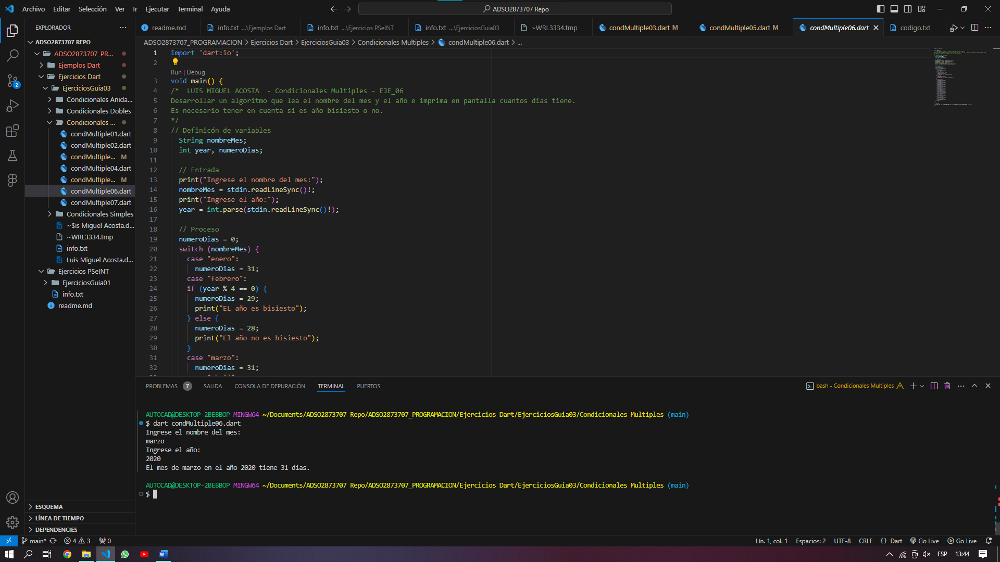 Archivo Editar Selección Ver Ir Ejecutar Terminal Ayuda
ADSO2873707 Repo
EXPLORADOR
readme.md
info.txt ...\Ejemplos Dart
info.txt ...\Ejercicios PSeINT
info.txt ...\EjerciciosGuia03
~WRL3334.tmp
condMultiple03.dart M
condMultiple05.dart M
condMultiple06.dart
codigo.txt
ADSO2873707_PROGRAMACION > Ejercicios Dart > EjerciciosGuia03 > Condicionales Multiples > condMultiple06.dart > ...
ADSO2873707 REPO
ADSO2873707_PR...
Ejemplos Dart
Ejercicios Dart
EjerciciosGuia03
Condicionales Anida...
Condicionales Dobles
Condicionales ...
condMultiple01.dart
condMultiple02.dart
condMultiple... M
condMultiple04.dart
condMultiple... M
condMultiple06.dart
condMultiple07.dart
Condicionales Simples
~$is Miguel Acosta.d...
~WRL3334.tmp
info.txt
Luis Miguel Acosta.d...
Ejercicios PSeINT
EjerciciosGuia01
info.txt
readme.md
ESQUEMA
LÍNEA DE TIEMPO
DEPENDENCIES
1 import 'dart:io';
2
Run | Debug
3 void main() {
4 /*  LUIS MIGUEL ACOSTA  - Condicionales Multiples - EJE_06
5 Desarrollar un algoritmo que lea el nombre del mes y el año e imprima en pantalla cuantos días tiene.
6 Es necesario tener en cuenta si es año bisiesto o no.
7 */
8 // Definicón de variables
9 String nombreMes;
10 int year, numeroDias;
11
12 // Entrada
13 print("Ingrese el nombre del mes:");
14 nombreMes = stdin.readLineSync()!;
15 print("Ingrese el año:");
16 year = int.parse(stdin.readLineSync()!);
17
18 // Proceso
19 numeroDias = 0;
20 switch (nombreMes) {
21 case "enero":
22 numeroDias = 31;
23 case "febrero":
24 if (year % 4 == 0) {
25 numeroDias = 29;
26 print("EL año es bisiesto");
27 } else {
28 numeroDias = 28;
29 print("El año no es bisiesto");
30 }
31 case "marzo":
32 numeroDias = 31;
PROBLEMAS 7 SALIDA CONSOLA DE DEPURACIÓN TERMINAL PUERTOS
bash - Condicionales Multiples
AUTOCAD@DESKTOP-2BEBBOP MINGW64 ~/Documents/ADSO2873707 Repo/ADSO2873707_PROGRAMACION/Ejercicios Dart/EjerciciosGuia03/Condicionales Multiples (main)
$ dart condMultiple06.dart
Ingrese el nombre del mes:
marzo
Ingrese el año:
2020
El mes de marzo en el año 2020 tiene 31 días.
AUTOCAD@DESKTOP-2BEBBOP MINGW64 ~/Documents/ADSO2873707 Repo/ADSO2873707_PROGRAMACION/Ejercicios Dart/EjerciciosGuia03/Condicionales Multiples (main)
$
main* 4 3 0
Lín. 1, col. 1 Espacios: 2 UTF-8 CRLF {} Dart Go Live Go Live
ESP 13:44